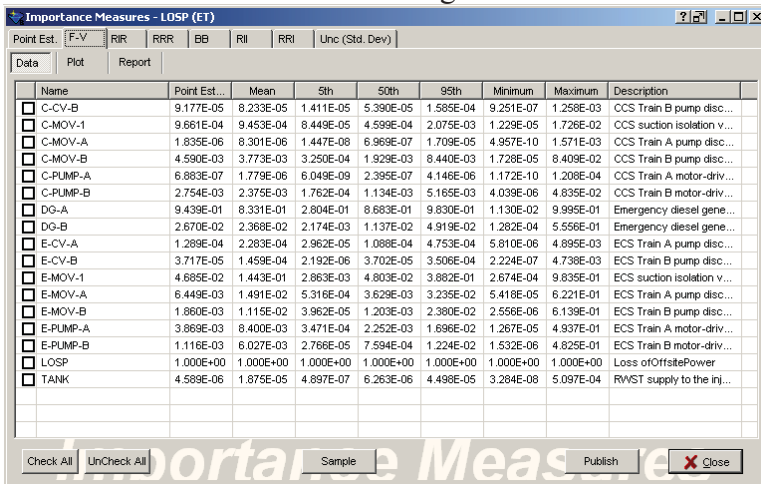 Importance Measures - LOSP (ET)
Point Est. F-V RIR RRR BB RII RRI Unc (Std. Dev)
Data Plot Report
Name Point Est... Mean 5th 50th 95th Minimum Maximum Description
C-CV-B 9.177E-05 8.233E-05 1.411E-05 5.390E-05 1.585E-04 9.251E-07 1.258E-03 CCS Train B pump disc...
C-MOV-1 9.661E-04 9.453E-04 8.449E-05 4.599E-04 2.075E-03 1.229E-05 1.726E-02 CCS suction isolation v...
C-MOV-A 1.835E-06 8.301E-06 1.447E-08 6.969E-07 1.709E-05 4.957E-10 1.571E-03 CCS Train A pump disc...
C-MOV-B 4.590E-03 3.773E-03 3.250E-04 1.929E-03 8.440E-03 1.728E-05 8.409E-02 CCS Train B pump disc...
C-PUMP-A 6.883E-07 1.779E-06 6.049E-09 2.395E-07 4.146E-06 1.172E-10 1.208E-04 CCS Train A motor-driv...
C-PUMP-B 2.754E-03 2.375E-03 1.762E-04 1.134E-03 5.165E-03 4.039E-06 4.835E-02 CCS Train B motor-driv...
DG-A 9.439E-01 8.331E-01 2.804E-01 8.683E-01 9.830E-01 1.130E-02 9.995E-01 Emergency diesel gene...
DG-B 2.670E-02 2.368E-02 2.174E-03 1.137E-02 4.919E-02 1.282E-04 5.556E-01 Emergency diesel gene...
E-CV-A 1.289E-04 2.283E-04 2.962E-05 1.088E-04 4.753E-04 5.810E-06 4.895E-03 ECS Train A pump disc...
E-CV-B 3.717E-05 1.459E-04 2.192E-06 3.702E-05 3.506E-04 2.224E-07 4.738E-03 ECS Train B pump disc...
E-MOV-1 4.685E-02 1.443E-01 2.863E-03 4.803E-02 3.882E-01 2.674E-04 9.835E-01 ECS suction isolation v...
E-MOV-A 6.449E-03 1.491E-02 5.316E-04 3.629E-03 3.235E-02 5.418E-05 6.221E-01 ECS Train A pump disc...
E-MOV-B 1.860E-03 1.115E-02 3.962E-05 1.203E-03 2.380E-02 2.556E-06 6.139E-01 ECS Train B pump disc...
E-PUMP-A 3.869E-03 8.400E-03 3.471E-04 2.252E-03 1.696E-02 1.267E-05 4.937E-01 ECS Train A motor-driv...
E-PUMP-B 1.116E-03 6.027E-03 2.766E-05 7.594E-04 1.224E-02 1.532E-06 4.825E-01 ECS Train B motor-driv...
LOSP 1.000E+00 1.000E+00 1.000E+00 1.000E+00 1.000E+00 1.000E+00 1.000E+00 Loss ofOffsitePower
TANK 4.589E-06 1.875E-05 4.897E-07 6.263E-06 4.498E-05 3.284E-08 5.097E-04 RWST supply to the inj...
Importance Measures
Check All UnCheck All Sample Publish Close